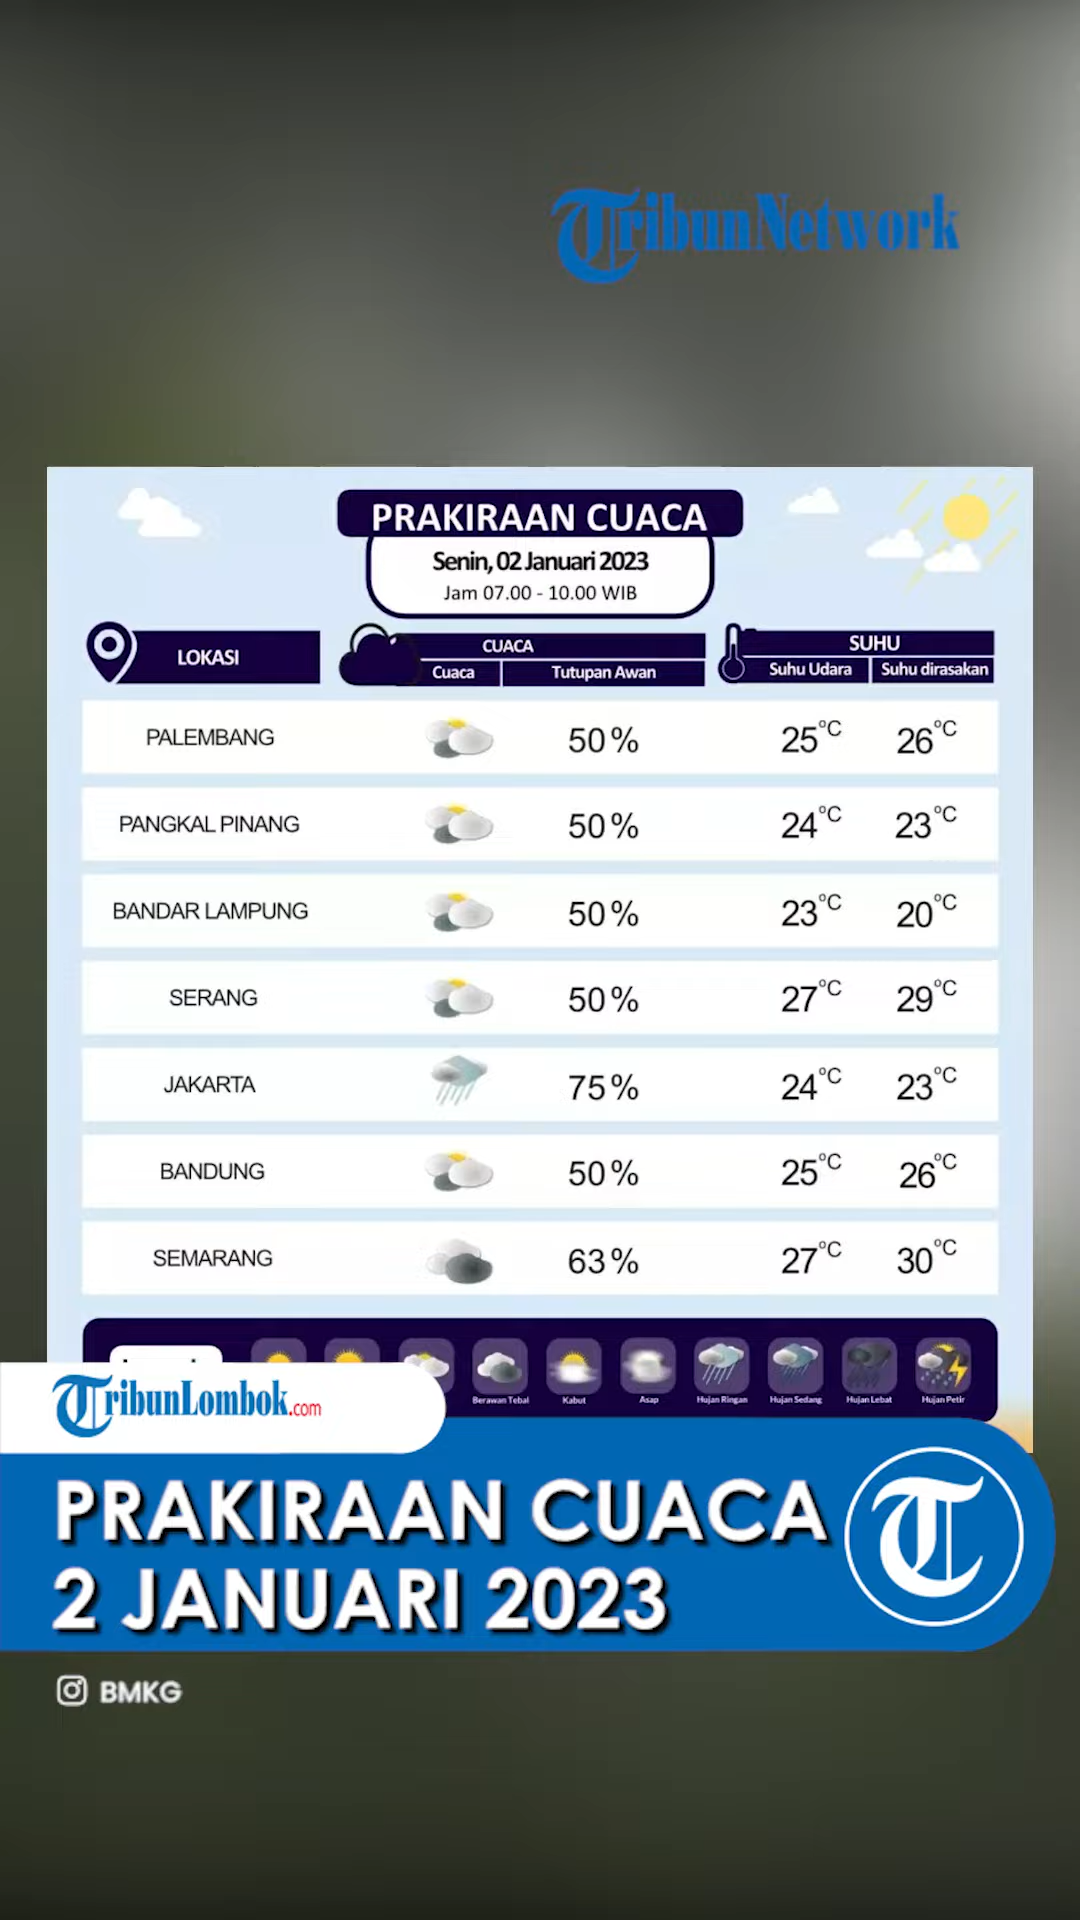 TribunNetwork
PRAKIRAAN CUACA
Senin, 02 Januari 2023
Jam 07.00 - 10.00 WIB
LOKASI
CUACA
SUHU
Cuaca
Tutupan Awan
Suhu Udara
Suhu dirasakan
PALEMBANG 50% 25°C 26°C
PANGKAL PINANG 50% 24°C 23°C
BANDAR LAMPUNG 50% 23°C 20°C
SERANG 50% 27°C 29°C
JAKARTA 75% 24°C 23°C
BANDUNG 50% 25°C 26°C
SEMARANG 63% 27°C 30°C
Berawan Tebal
Kabut
Asap
Hujan Ringan
Hujan Sedang
Hujan Lebat
Hujan Petir
TribunLombok.com
PRAKIRAAN CUACA
2 JANUARI 2023
T
BMKG